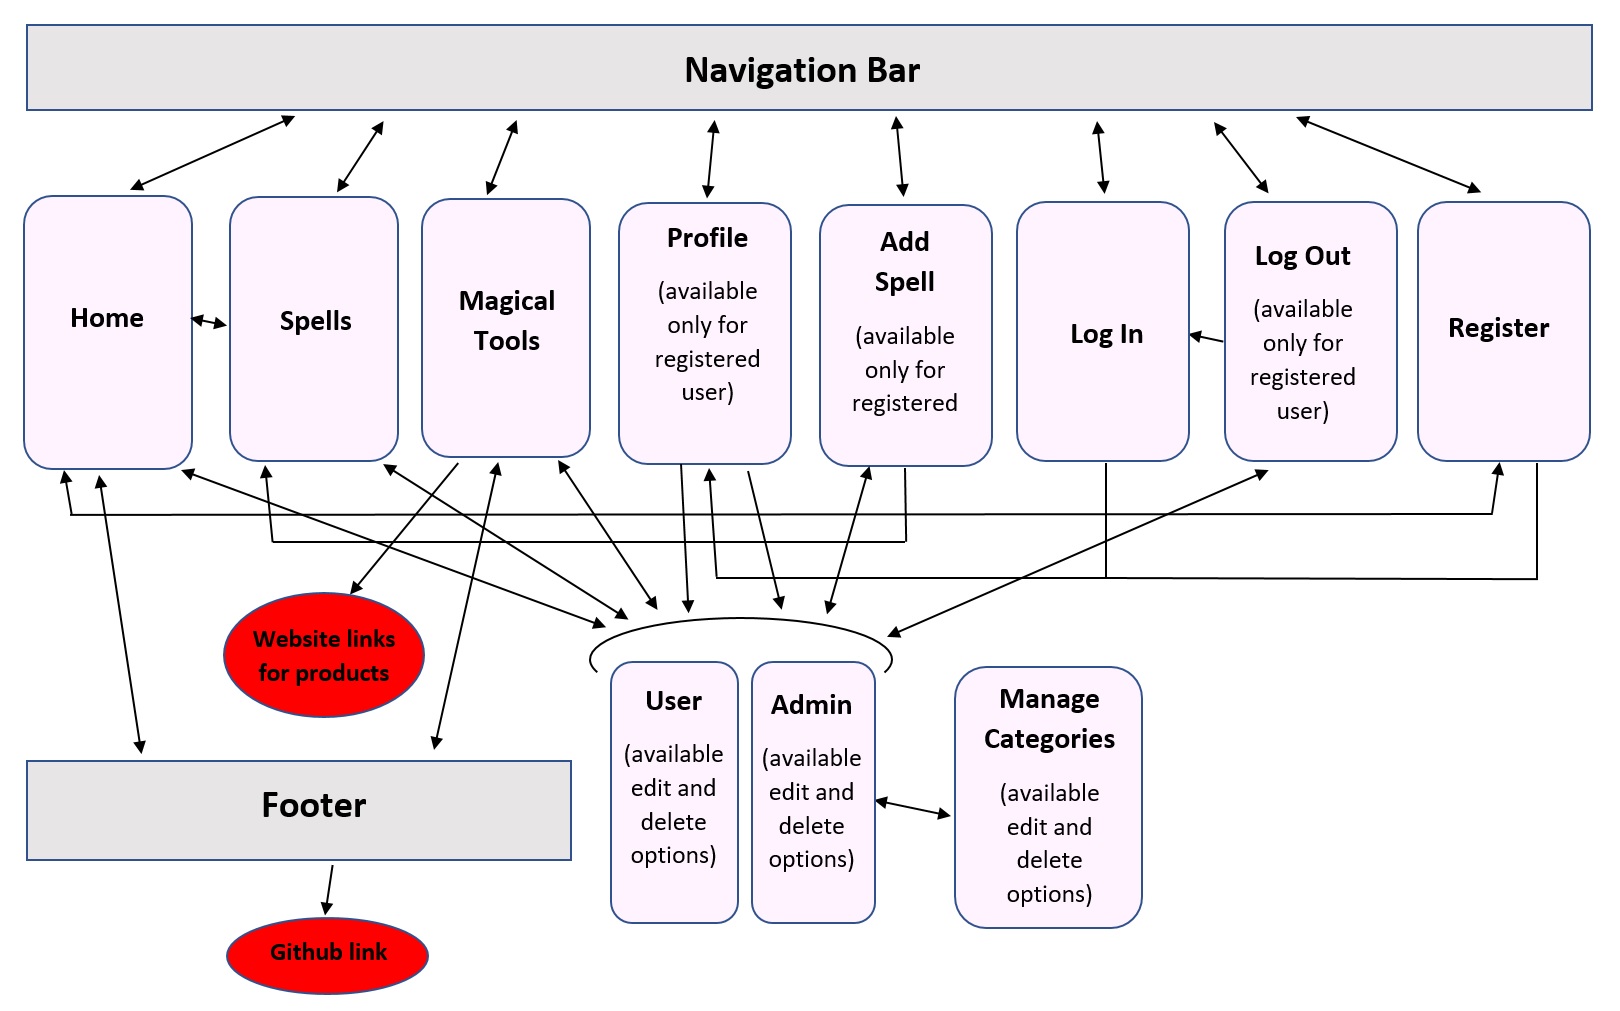 Navigation Bar
Home
Spells
Magical
Tools
Profile
(available
only for
registered
user)
Add
Spell
(available
only for
registered
Log In
Log Out
(available
only for
registered
user)
Register
Website links
for products
User
(available
edit and
delete
options)
Admin
(available
edit and
delete
options)
Manage
Categories
(available
edit and
delete
options)
Footer
Github link